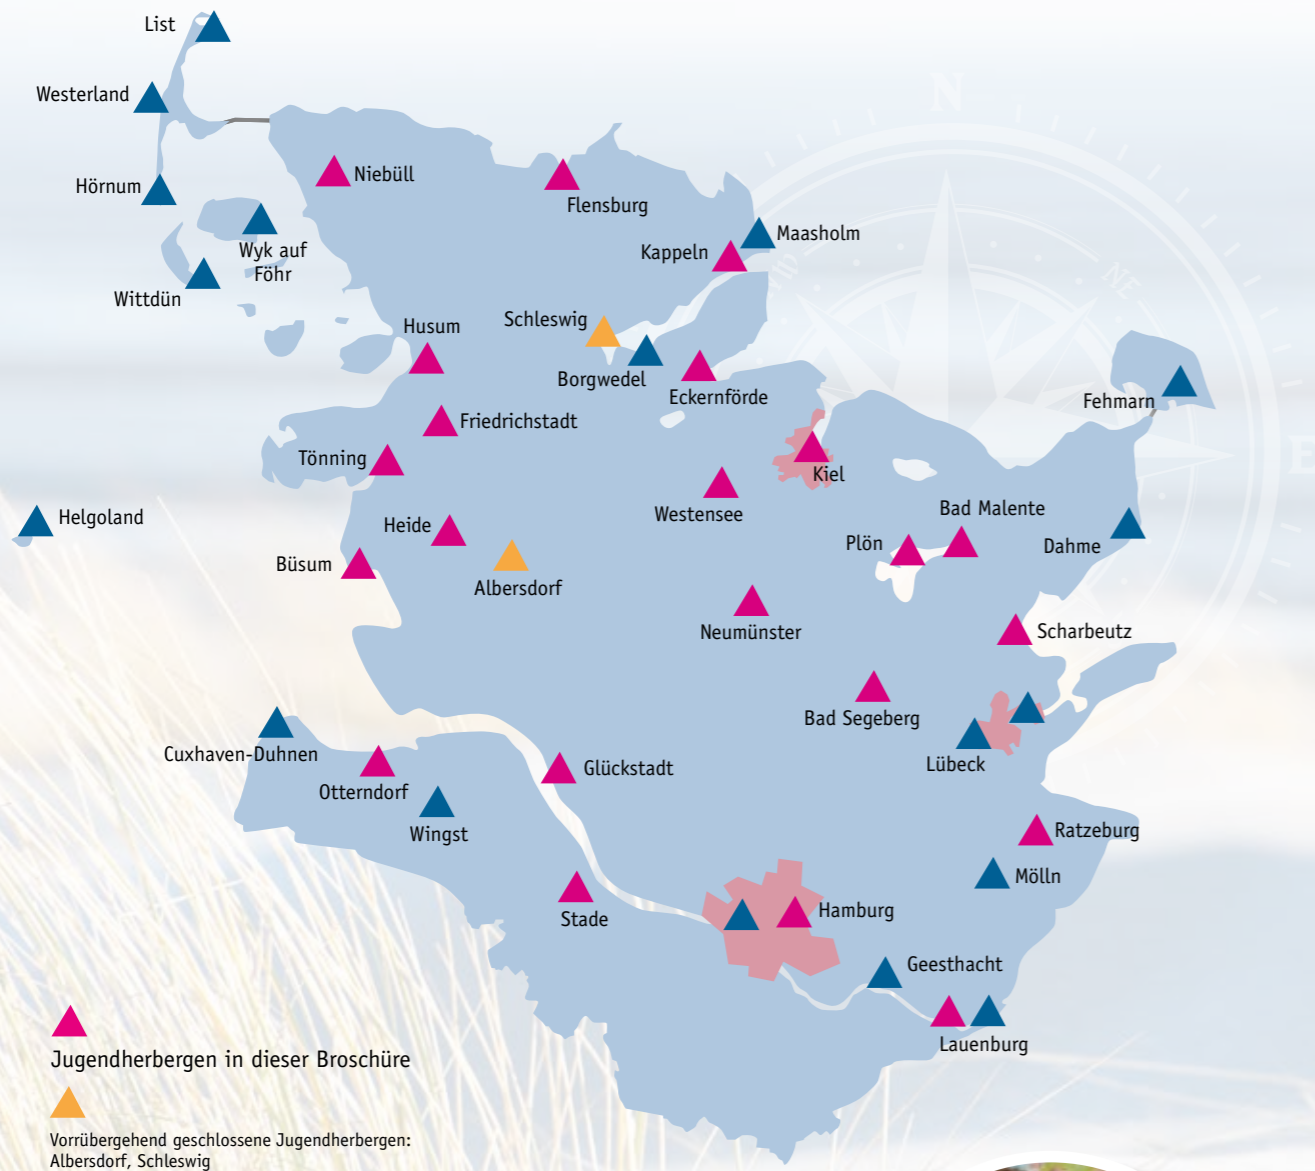 List
N
Westerland
Niebüll
Hörnum
Flensburg
Maasholm
Wyk auf
Föhr
Kappeln
NE
Wittdün
Schleswig
Husum
Borgwedel
Eckernförde
Fehmarn
Friedrichstadt
Tönning
E
Kiel
Westensee
Bad Malente
Helgoland
Heide
Plön
Dahme
Büsum
Albersdorf
Neumünster
Scharbeutz
Bad Segeberg
Cuxhaven-Duhnen
Lübeck
Glückstadt
Otterndorf
Wingst
Ratzeburg
Mölln
Stade
Hamburg
Geesthacht
Lauenburg
Jugendherbergen in dieser Broschüre
Vorrübergehend geschlossene Jugendherbergen:
Albersdorf, Schleswig